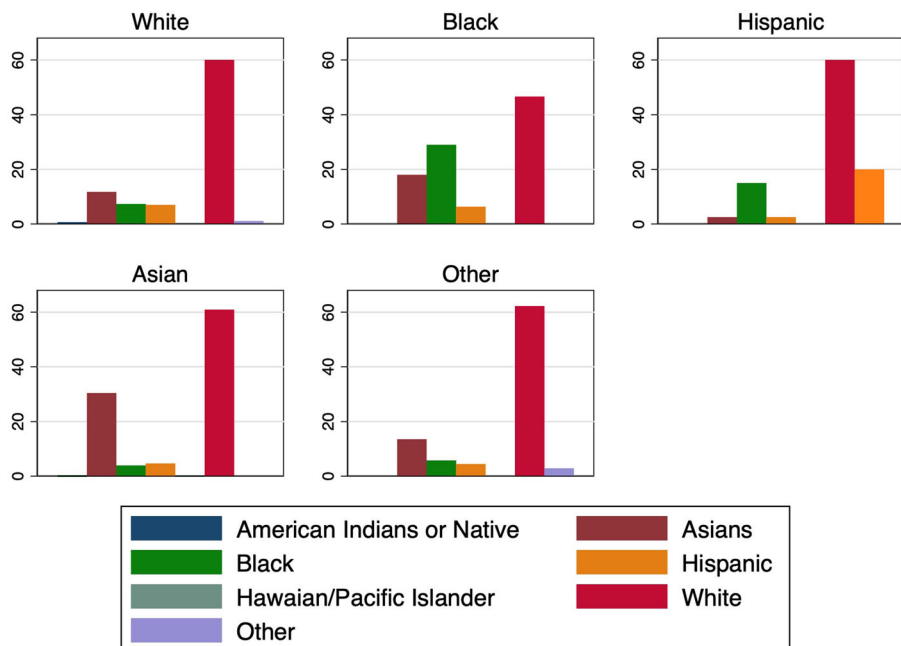 White
Black
Hispanic
0 20 40 60
0 20 40 60
0 20 40 60
Asian
Other
0 20 40 60
0 20 40 60
American Indians or Native
Asians
Black
Hispanic
Hawaian/Pacific Islander
White
Other